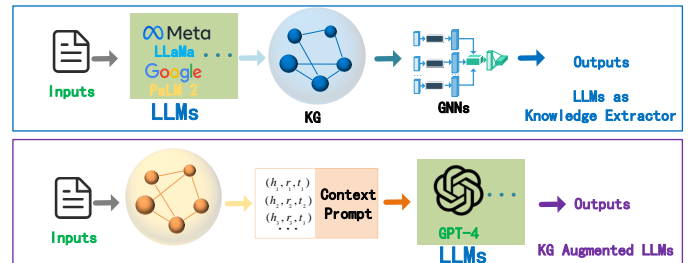 Meta
LLaMa
...
Google
PaLM 2
LLMs
Inputs
KG
GNNs
Outputs
LLMs as
Knowledge Extractor
Inputs
(h₁, r₁, t₁)
(h₂, r₂, t₂)
(h₃, r₃, t₃)
...
Context
Prompt
...
GPT-4
LLMs
Outputs
KG Augmented LLMs